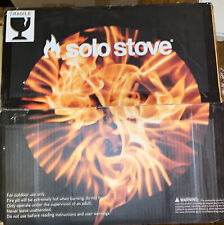 FRAGILE
solo stove®
For outdoor use only.
Fire pit will be extremely hot when burning; do not
Only operate under the supervision of an adult.
Never leave unattended.
Do not use before reading instructions and user warnings.